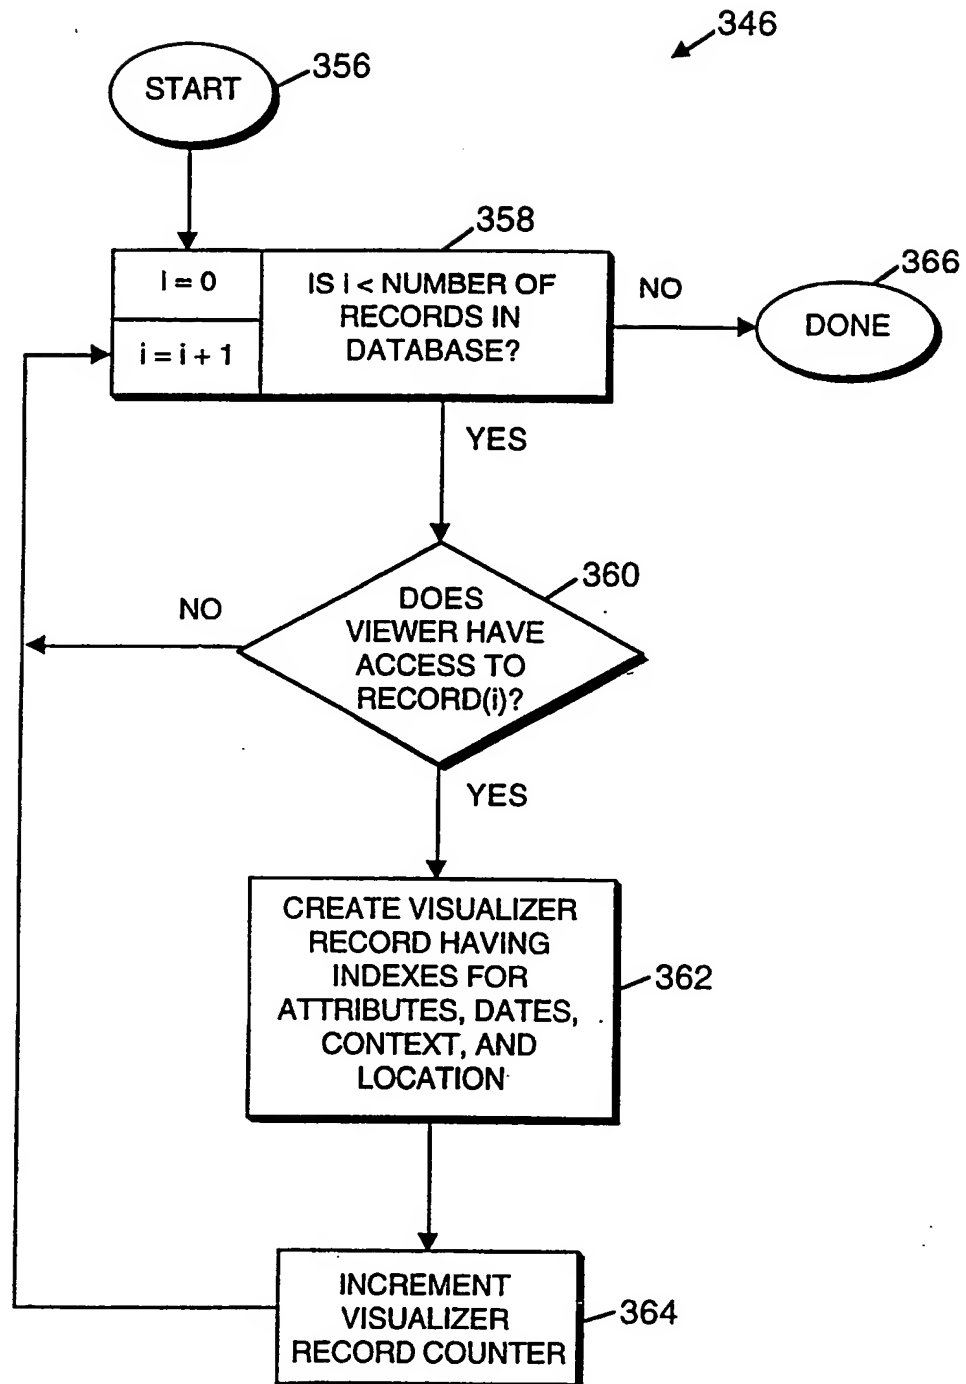 346
START
356
358
i = 0
i = i + 1
IS i < NUMBER OF
RECORDS IN
DATABASE?
NO
366
DONE
YES
360
NO
DOES
VIEWER HAVE
ACCESS TO
RECORD(i)?
YES
CREATE VISUALIZER
RECORD HAVING
INDEXES FOR
ATTRIBUTES, DATES,
CONTEXT, AND
LOCATION
362
INCREMENT
VISUALIZER
RECORD COUNTER
364